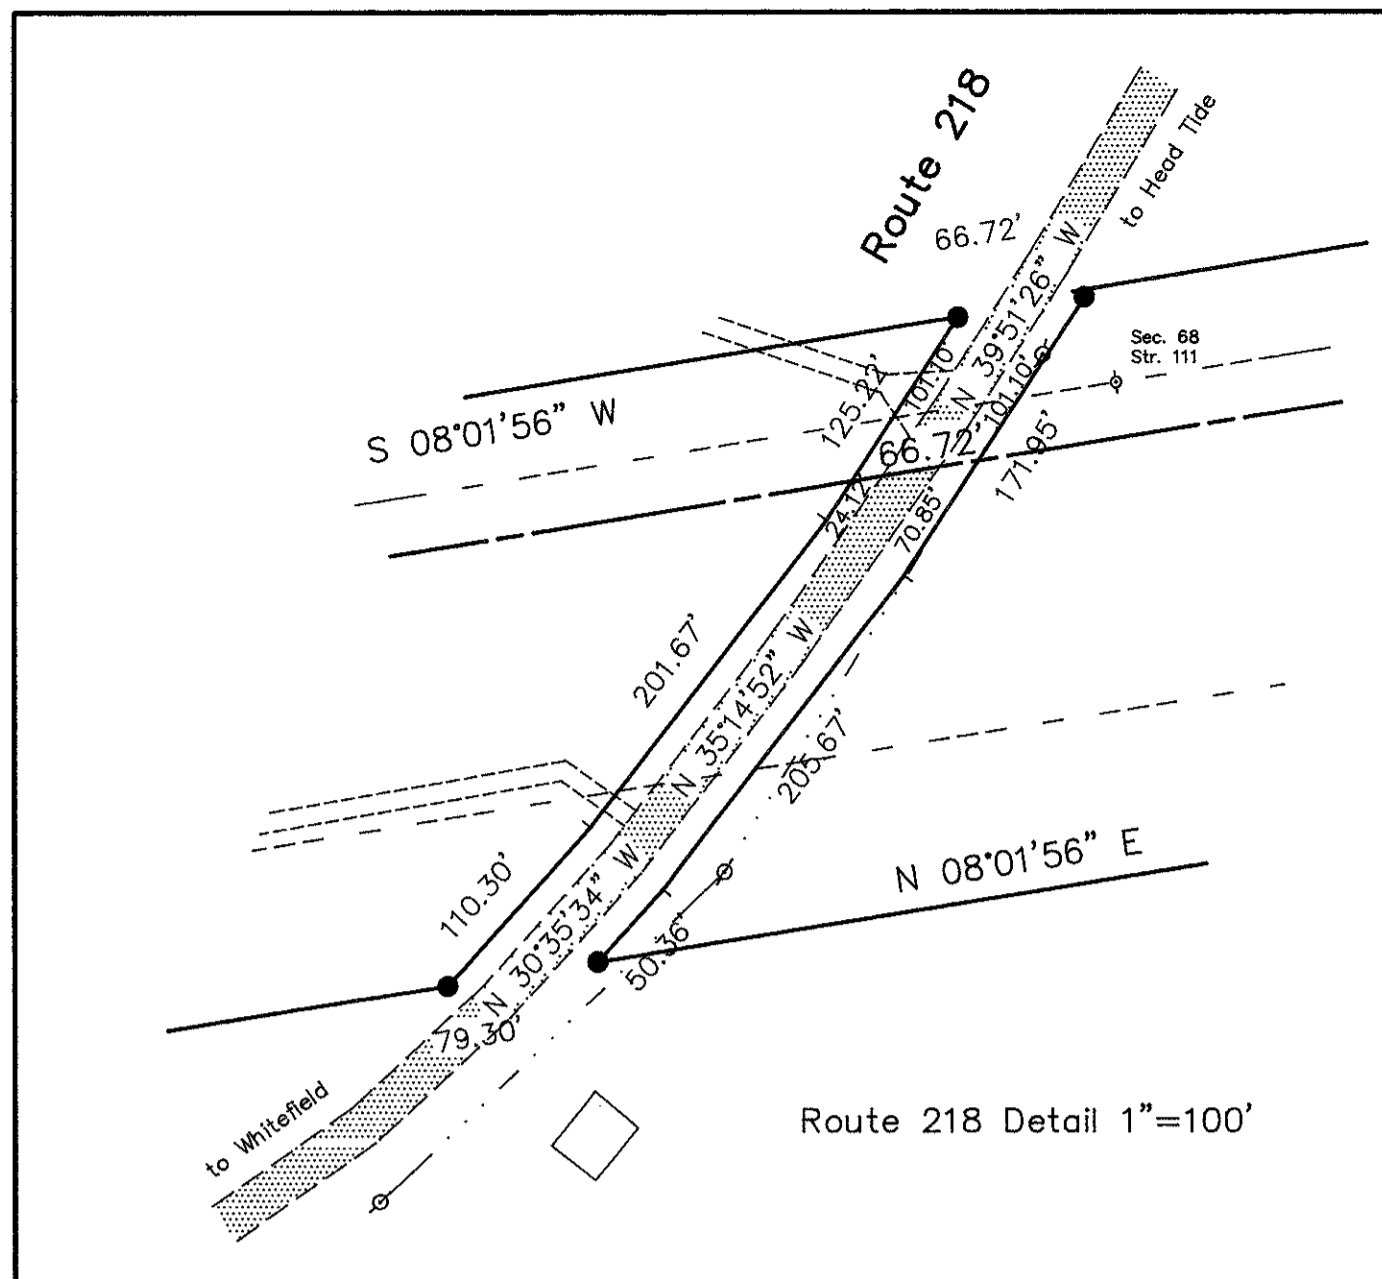 Route 218
to Head Tide
66.72'
N 39°51'26" W
Sec. 68
Str. 111
101.10'
101.10'
125.22'
S 08°01'56" W
66.72'
171.95'
24.12'
70.85'
201.67'
N 35°14'52" W
205.67'
N 08°01'56" E
110.30'
N 30°35'34" W
50.36'
79.30'
to Whitefield
Route 218 Detail 1"=100'